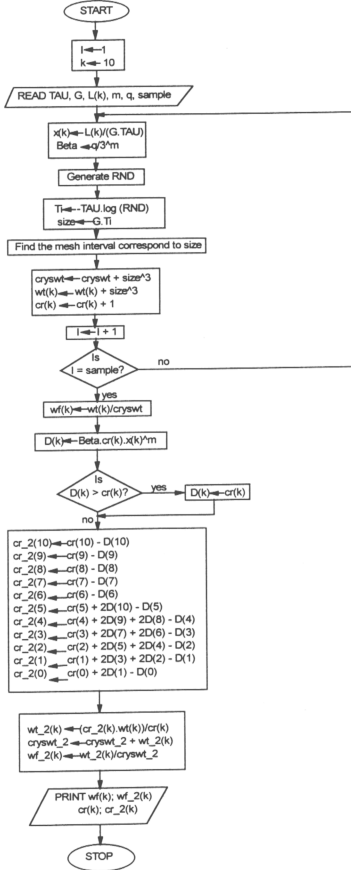 START
I←1
k← 10
READ TAU, G, L(k), m, q, sample
x(k)←L(k)/(G.TAU)
Beta ←q/3^m
Generate RND
Ti←-TAU.log (RND)
size←G.Ti
Find the mesh interval correspond to size
cryswt←cryswt + size^3
wt(k)←wt(k) + size^3
cr(k) ←cr(k) + 1
I←I + 1
Is
I = sample?
no
yes
wf(k)←wt(k)/cryswt
D(k)←Beta.cr(k).x(k)^m
Is
D(k) > cr(k)?
yes
D(k)←cr(k)
no
cr_2(10)←cr(10) - D(10)
cr_2(9)←cr(9) - D(9)
cr_2(8)←cr(8) - D(8)
cr_2(7)←cr(7) - D(7)
cr_2(6)←cr(6) - D(6)
cr_2(5)←cr(5) + 2D(10) - D(5)
cr_2(4)←cr(4) + 2D(9) + 2D(8) - D(4)
cr_2(3)←cr(3) + 2D(7) + 2D(6) - D(3)
cr_2(2)←cr(2) + 2D(5) + 2D(4) - D(2)
cr_2(1)←cr(1) + 2D(3) + 2D(2) - D(1)
cr_2(0)←cr(0) + 2D(1) - D(0)
wt_2(k)←(cr_2(k).wt(k))/cr(k)
cryswt_2←cryswt_2 + wt_2(k)
wf_2(k)←wt_2(k)/cryswt_2
PRINT wf(k); wf_2(k)
cr(k); cr_2(k)
STOP